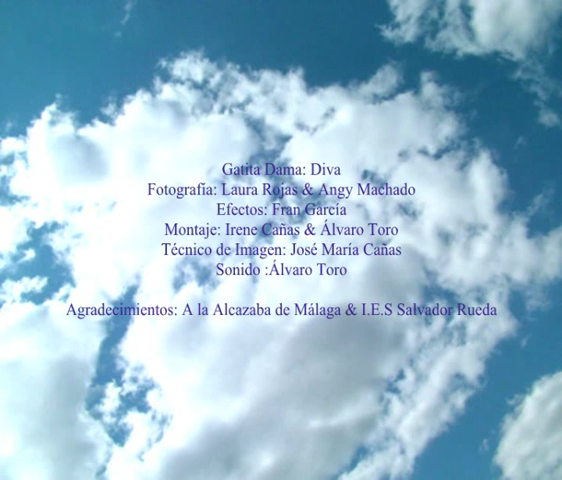 Gatita Dama: Diva
Fotografía: Laura Rojas & Angy Machado
Efectos: Fran García
Montaje: Irene Cañas & Álvaro Toro
Técnico de Imagen: José María Cañas
Sonido :Álvaro Toro
Agradecimientos: A la Alcazaba de Málaga & I.E.S Salvador Rueda